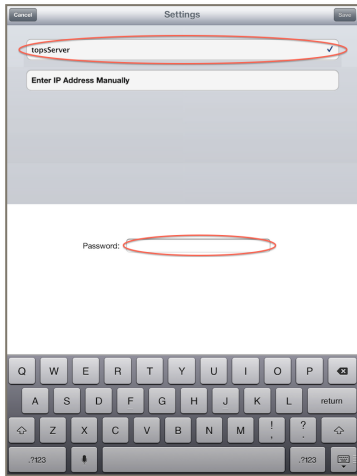 Cancel Settings Save
topsServer ✓
Enter IP Address Manually
Password:
Q W E R T Y U I O P
A S D F G H J K L return
Z X C V B N M ! , ? .
.?123 .?123